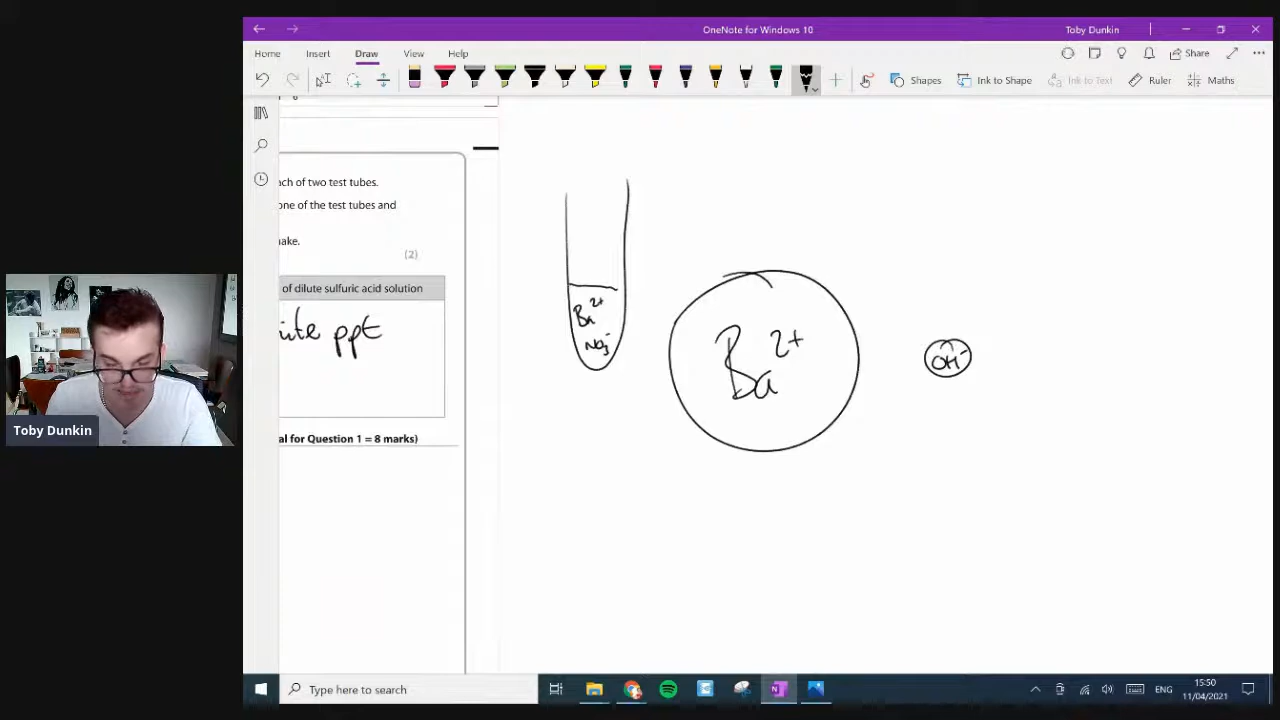 OneNote for Windows 10
Toby Dunkin
Home Insert Draw View Help
Share
Shapes
Ink to Shape
Ink to Text
Ruler
Maths
ach of two test tubes.
one of the test tubes and
ake.
(2)
of dilute sulfuric acid solution
ite ppt
al for Question 1 = 8 marks)
Ba2+
NO3-
Ba 2+
OH-
Toby Dunkin
Type here to search
ENG
15:50
11/04/2021